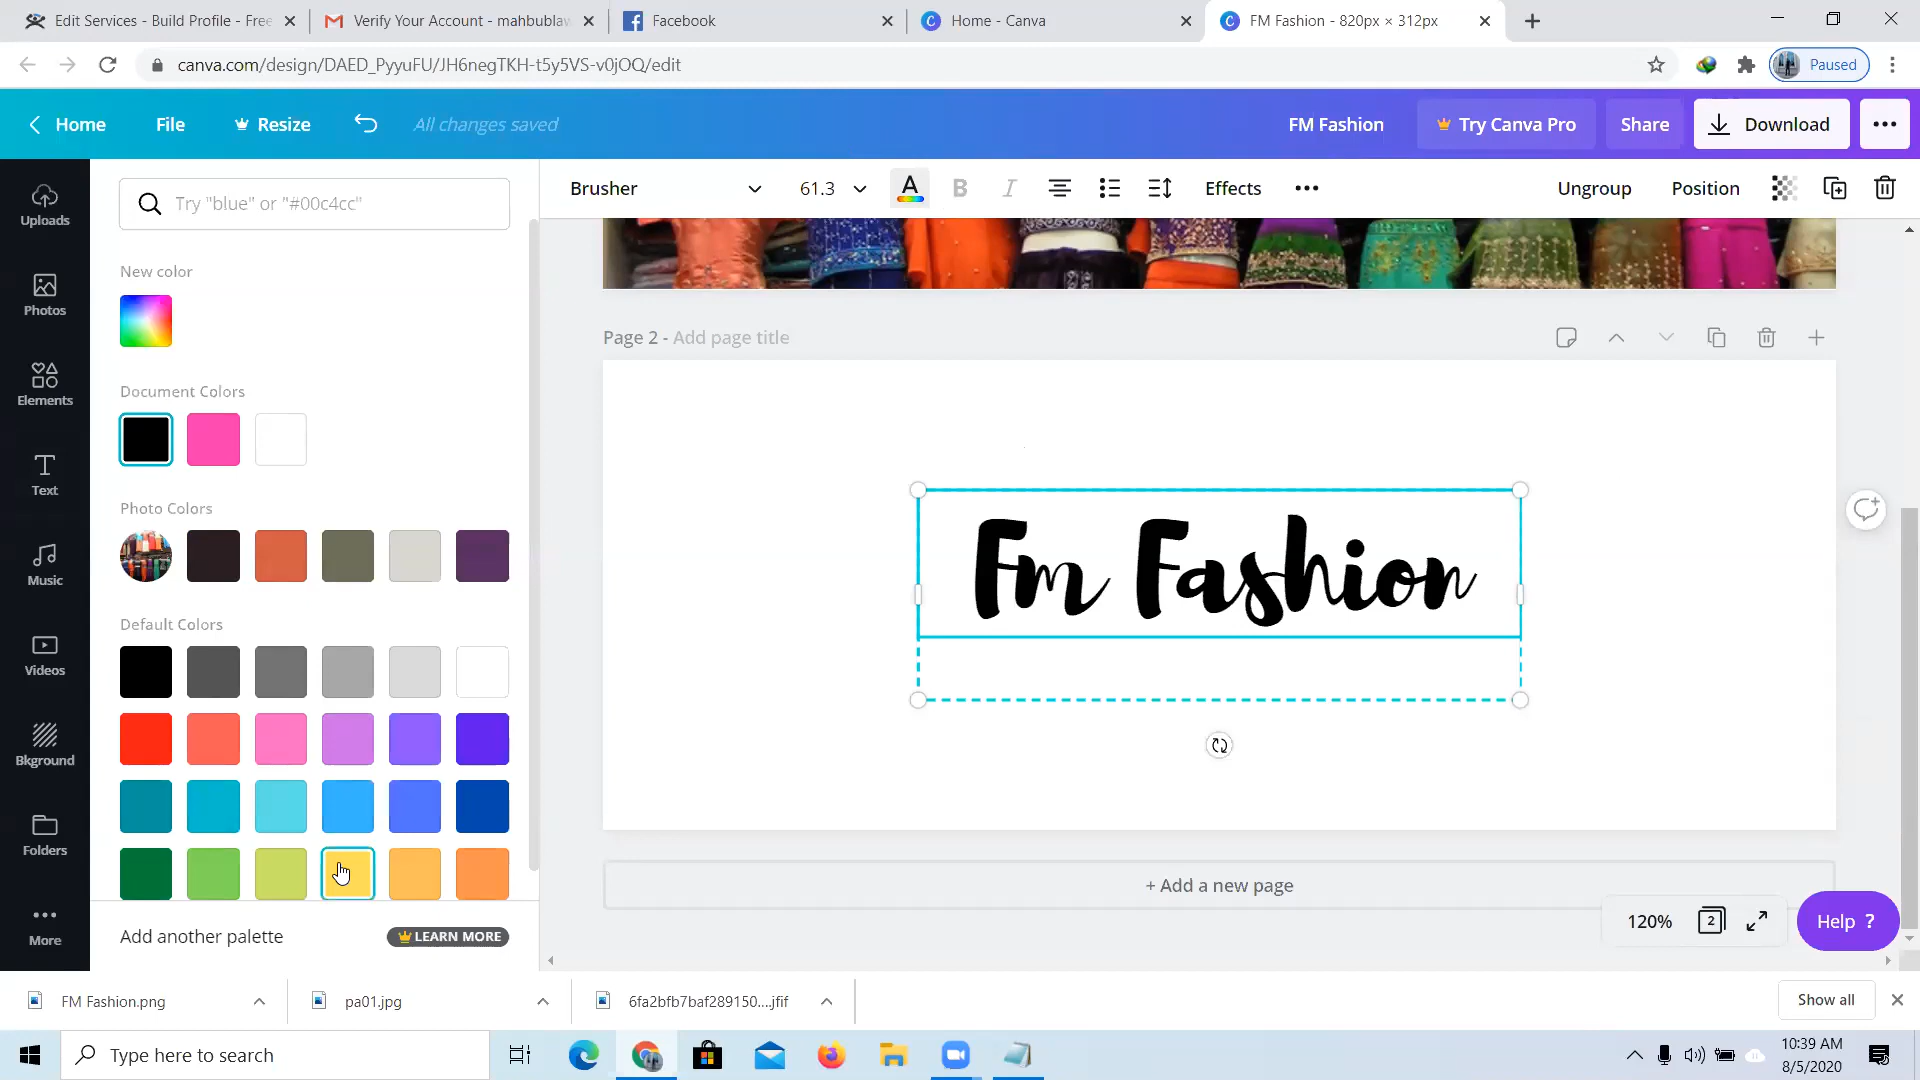 Edit Services - Build Profile - Free
Verify Your Account - mahbublaw
Facebook
Home - Canva
FM Fashion - 820px × 312px
canva.com/design/DAED_PyyuFU/JH6negTKH-t5y5VS-v0jOQ/edit
Paused
Home
File
Resize
All changes saved
FM Fashion
Try Canva Pro
Share
Download
Uploads
Photos
Elements
Text
Music
Videos
Bkground
Folders
More
Try "blue" or "#00c4cc"
New color
Document Colors
Photo Colors
Default Colors
Add another palette
LEARN MORE
Brusher
61.3
A
B
I
Effects
Ungroup
Position
Page 2 - Add page title
Fm Fashion
+ Add a new page
120%
2
Help ?
FM Fashion.png
pa01.jpg
6fa2bfb7baf289150....jfif
Show all
Type here to search
10:39 AM
8/5/2020